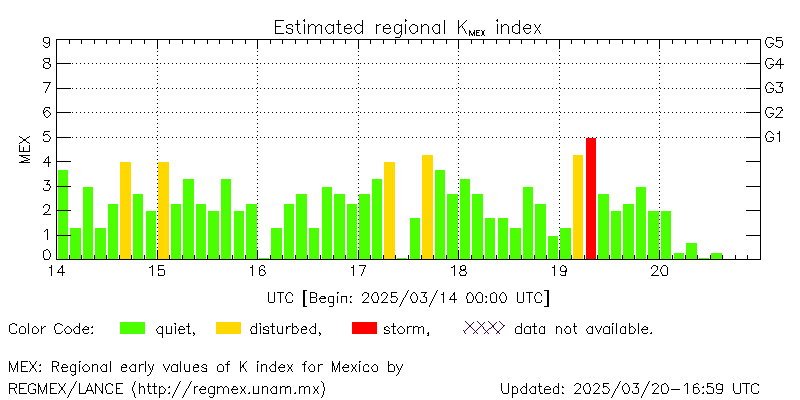 Estimated regional KMEX index
9 G5
8 G4
7 G3
6 G2
5 G1
4
3
2
1
0
MEX
14 15 16 17 18 19 20
UTC [Begin: 2025/03/14 00:00 UTC]
Color Code: quiet, disturbed, storm, data not available.
MEX: Regional early values of K index for Mexico by
REGMEX/LANCE (http://regmex.unam.mx) Updated: 2025/03/20-16:59 UTC